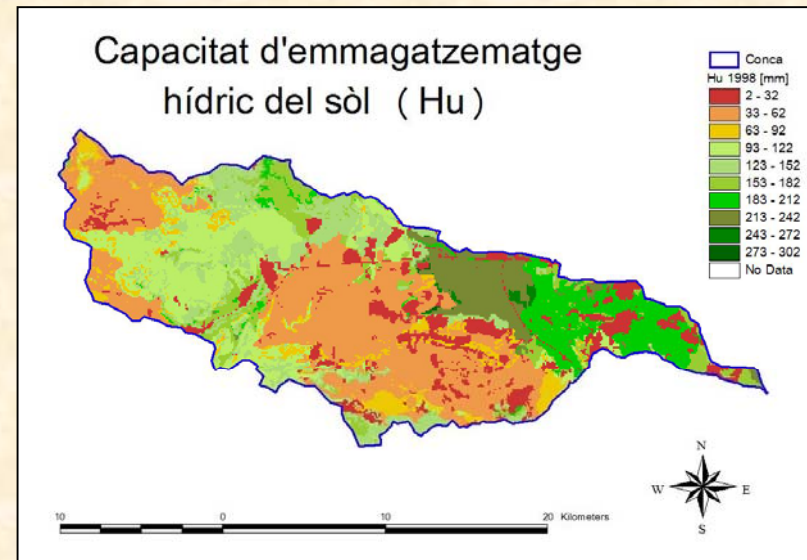 Capacitat d'emmagatzematge
hídric del sòl ( Hu )
Conca
Hu 1998 [mm]
2 - 32
33 - 62
63 - 92
93 - 122
123 - 152
153 - 182
183 - 212
213 - 242
243 - 272
273 - 302
No Data
N
W E
S
10 0 10 20 Kilometers